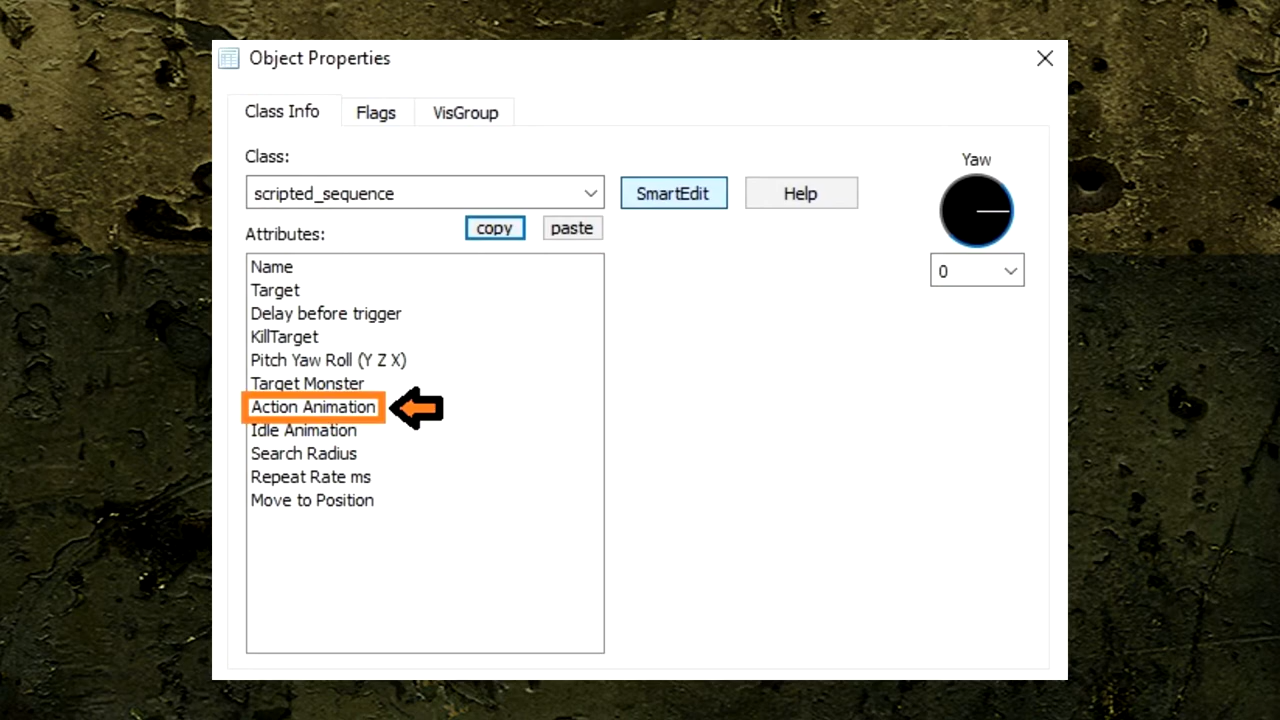 Object Properties
Class Info Flags VisGroup
Class:
scripted_sequence SmartEdit Help
Yaw
copy paste
Attributes:
0
Name
Target
Delay before trigger
KillTarget
Pitch Yaw Roll (Y Z X)
Target Monster
Action Animation
Idle Animation
Search Radius
Repeat Rate ms
Move to Position